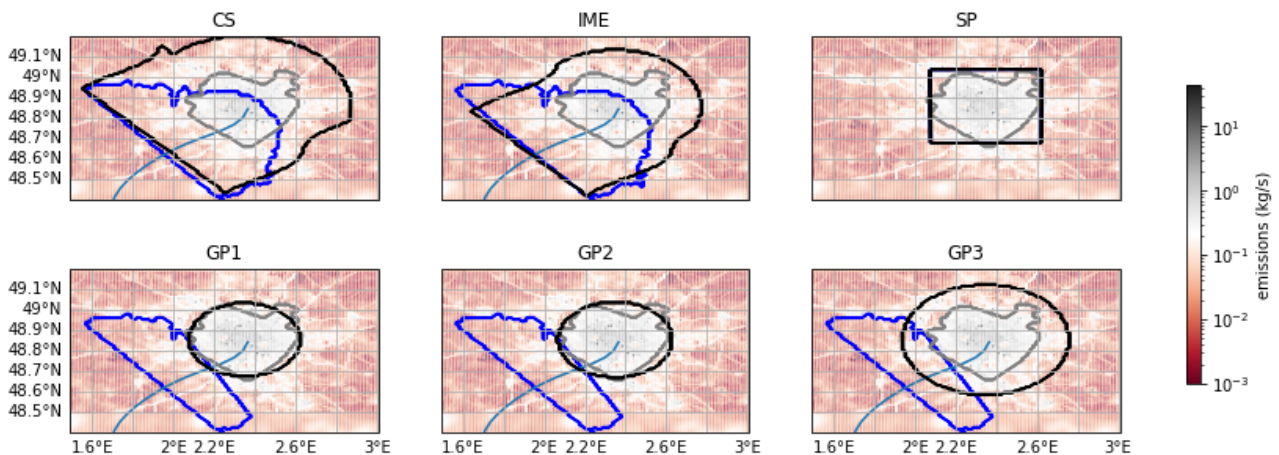 CS IME SP
49.1°N
49°N
48.9°N
48.8°N
48.7°N
48.6°N
48.5°N
GP1 GP2 GP3
49.1°N
49°N
48.9°N
48.8°N
48.7°N
48.6°N
48.5°N
1.6°E 2°E 2.2°E 2.6°E 3°E 1.6°E 2°E 2.2°E 2.6°E 3°E 1.6°E 2°E 2.2°E 2.6°E 3°E
10¹
10⁰
10⁻¹
10⁻²
10⁻³
emissions (kg/s)